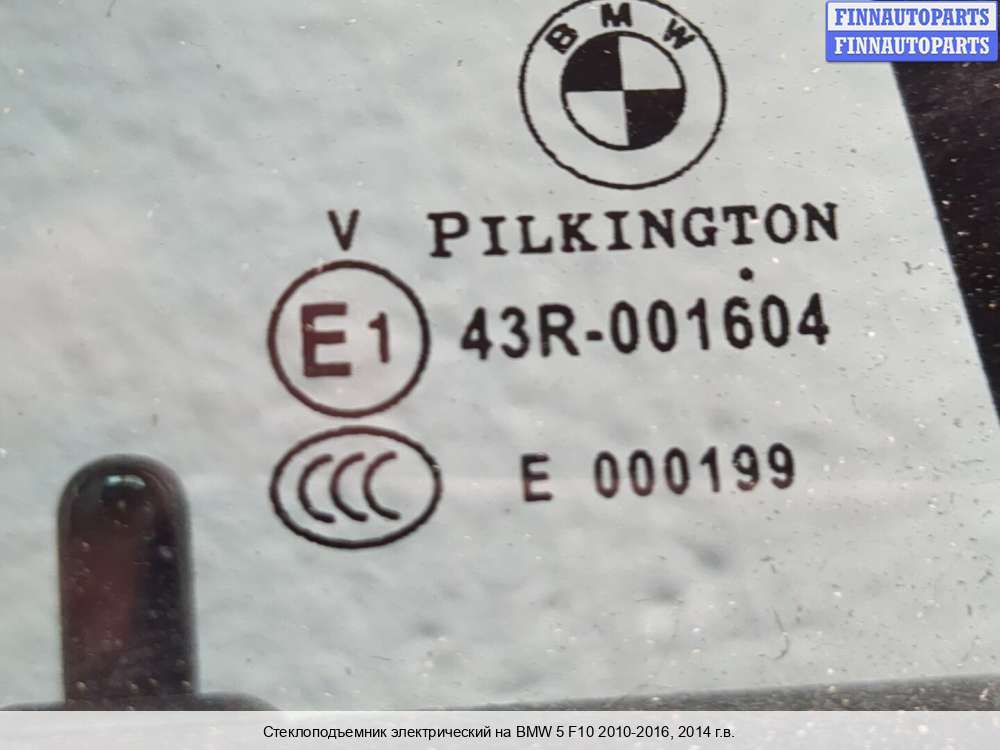 FINNAUTOPARTS
FINNAUTOPARTS
BMW
PILKINGTON
V
E1 43R-001604
CCC E 000199
Стеклоподъемник электрический на BMW 5 F10 2010-2016, 2014 г.в.